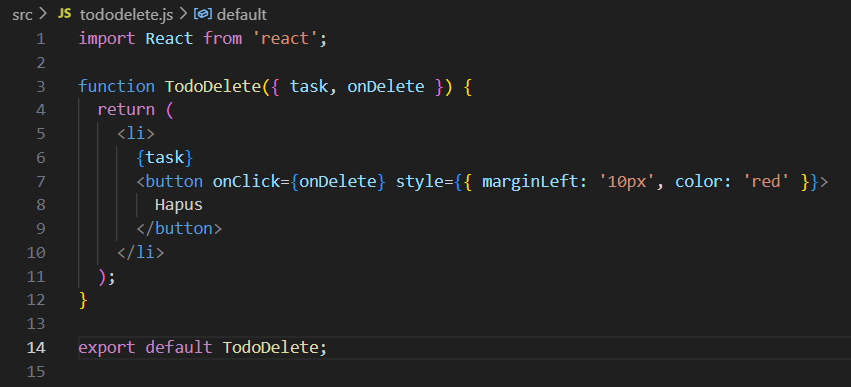 src > JS tododelete.js > default
1 import React from 'react';
2
3 function TodoDelete({ task, onDelete }) {
4   return (
5     <li>
6       {task}
7       <button onClick={onDelete} style={{ marginLeft: '10px', color: 'red' }}>
8         Hapus
9       </button>
10     </li>
11   );
12 }
13
14 export default TodoDelete;
15